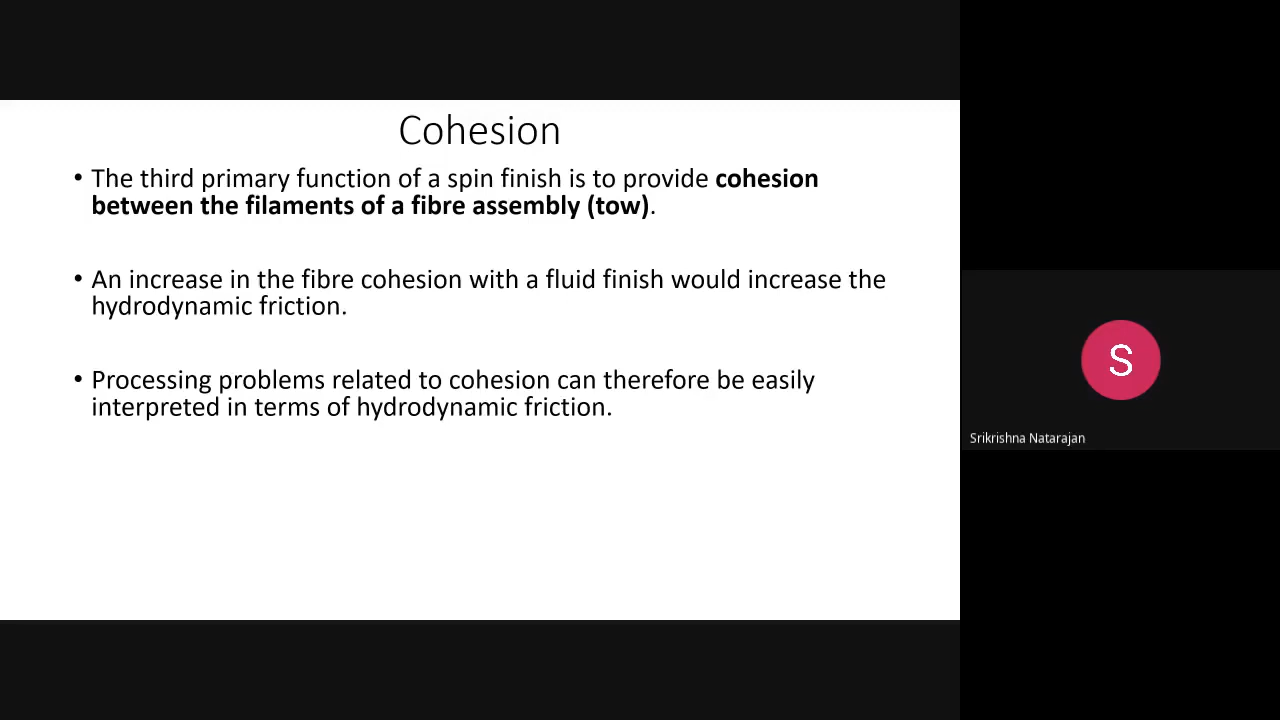 Cohesion
• The third primary function of a spin finish is to provide cohesion
between the filaments of a fibre assembly (tow).
• An increase in the fibre cohesion with a fluid finish would increase the
hydrodynamic friction.
• Processing problems related to cohesion can therefore be easily
interpreted in terms of hydrodynamic friction.
S
Srikrishna Natarajan